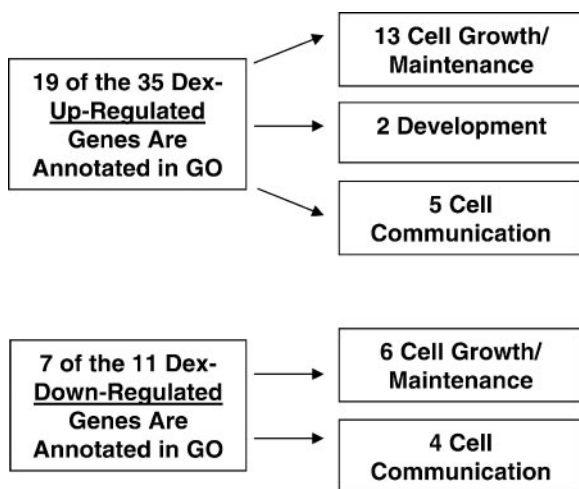 19 of the 35 Dex-
Up-Regulated
Genes Are
Annotated in GO
13 Cell Growth/
Maintenance
2 Development
5 Cell
Communication
7 of the 11 Dex-
Down-Regulated
Genes Are
Annotated in GO
6 Cell Growth/
Maintenance
4 Cell
Communication